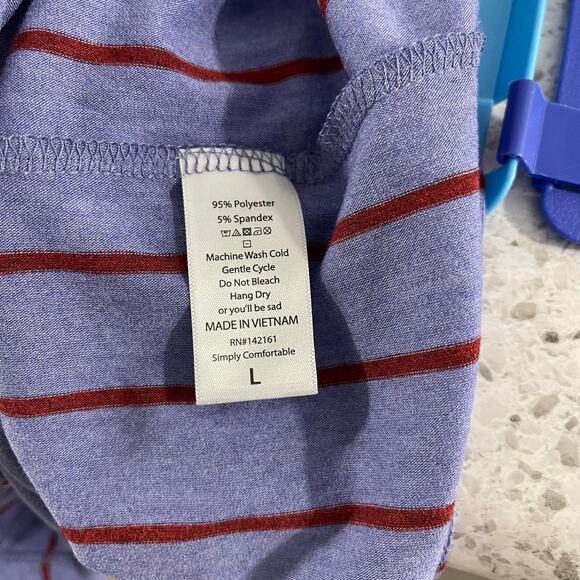 95% Polyester
5% Spandex
Machine Wash Cold
Gentle Cycle
Do Not Bleach
Hang Dry
or you'll be sad
MADE IN VIETNAM
RN#142161
Simply Comfortable
L